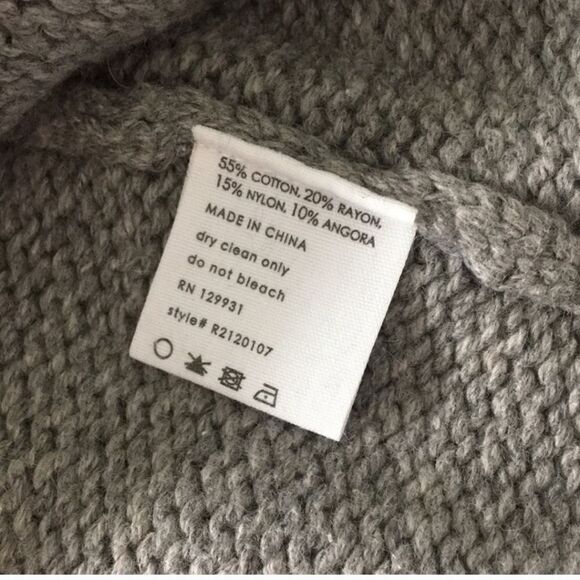 55% COTTON, 20% RAYON,
15% NYLON, 10% ANGORA
MADE IN CHINA
dry clean only
do not bleach
RN 129931
style# R2120107